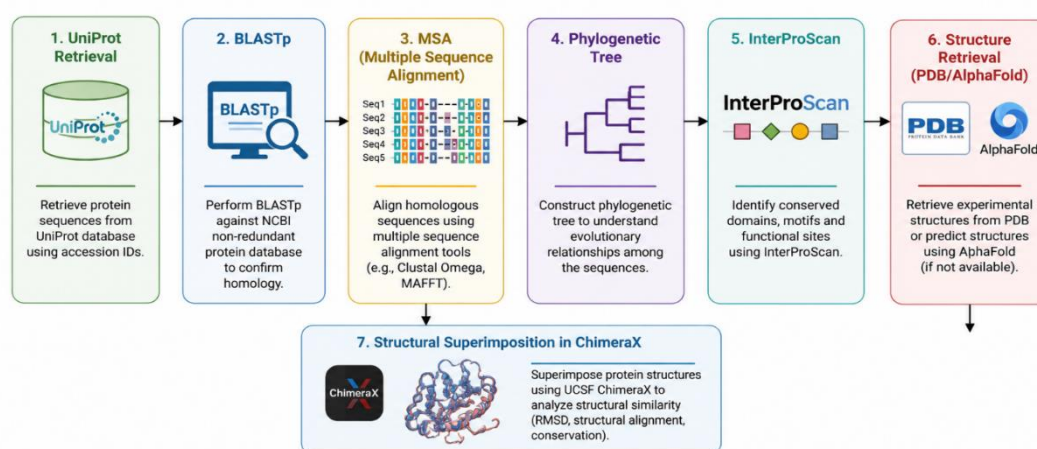 1. UniProt
Retrieval
UniProt
Retrieve protein
sequences from
UniProt database
using accession IDs.
2. BLASTp
BLASTp
Perform BLASTp
against NCBI
non-redundant
protein database
to confirm
homology.
3. MSA
(Multiple Sequence
Alignment)
Seq1
Seq2
Seq3
Seq4
Seq5
Align homologous
sequences using
multiple sequence
alignment tools
(e.g., Clustal Omega,
MAFFT).
4. Phylogenetic
Tree
Construct phylogenetic
tree to understand
evolutionary
relationships among
the sequences.
5. InterProScan
InterProScan
Identify conserved
domains, motifs and
functional sites
using InterProScan.
6. Structure
Retrieval
(PDB/AlphaFold)
PDB
PROTEIN DATA BANK
AlphaFold
Retrieve experimental
structures from PDB
or predict structures
using AlphaFold
(if not available).
7. Structural Superimposition in ChimeraX
ChimeraX
Superimpose protein structures
using UCSF ChimeraX to
analyze structural similarity
(RMSD, structural alignment,
conservation).